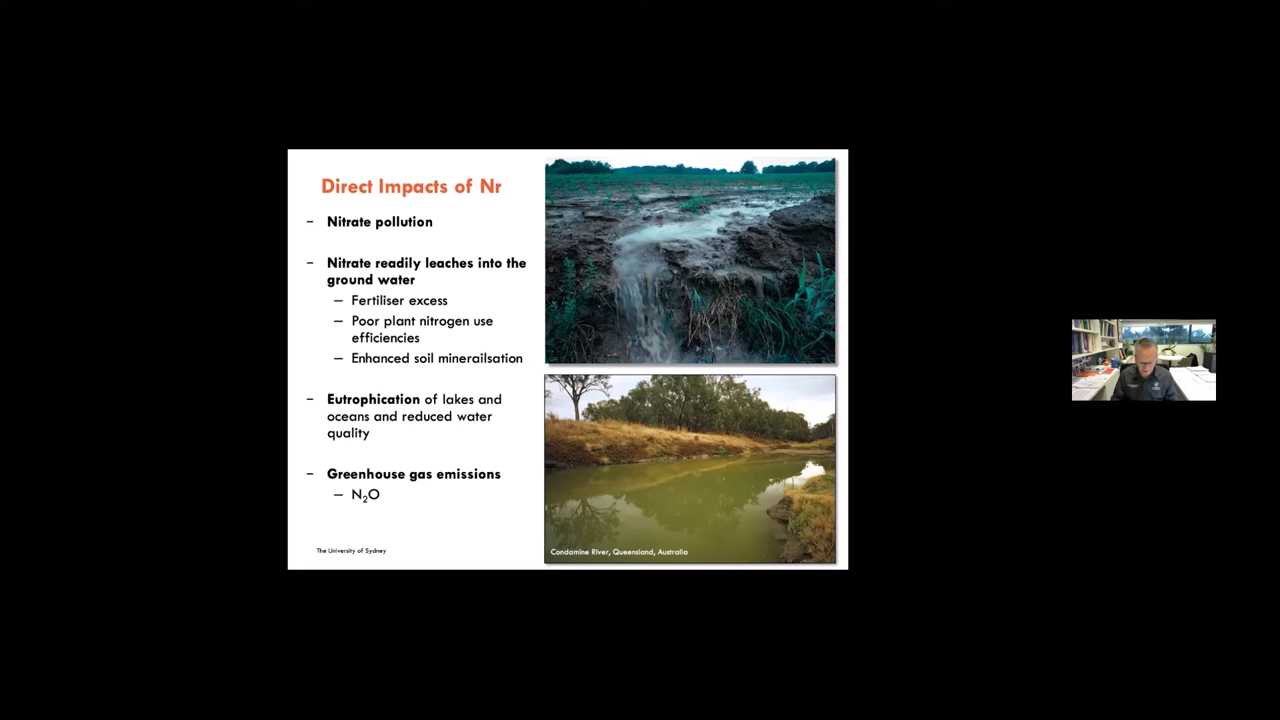 Direct Impacts of Nr
– Nitrate pollution
– Nitrate readily leaches into the
ground water
– Fertiliser excess
– Poor plant nitrogen use
efficiencies
– Enhanced soil minerailsation
– Eutrophication of lakes and
oceans and reduced water
quality
– Greenhouse gas emissions
– N₂O
The University of Sydney
Condamine River, Queensland, Australia